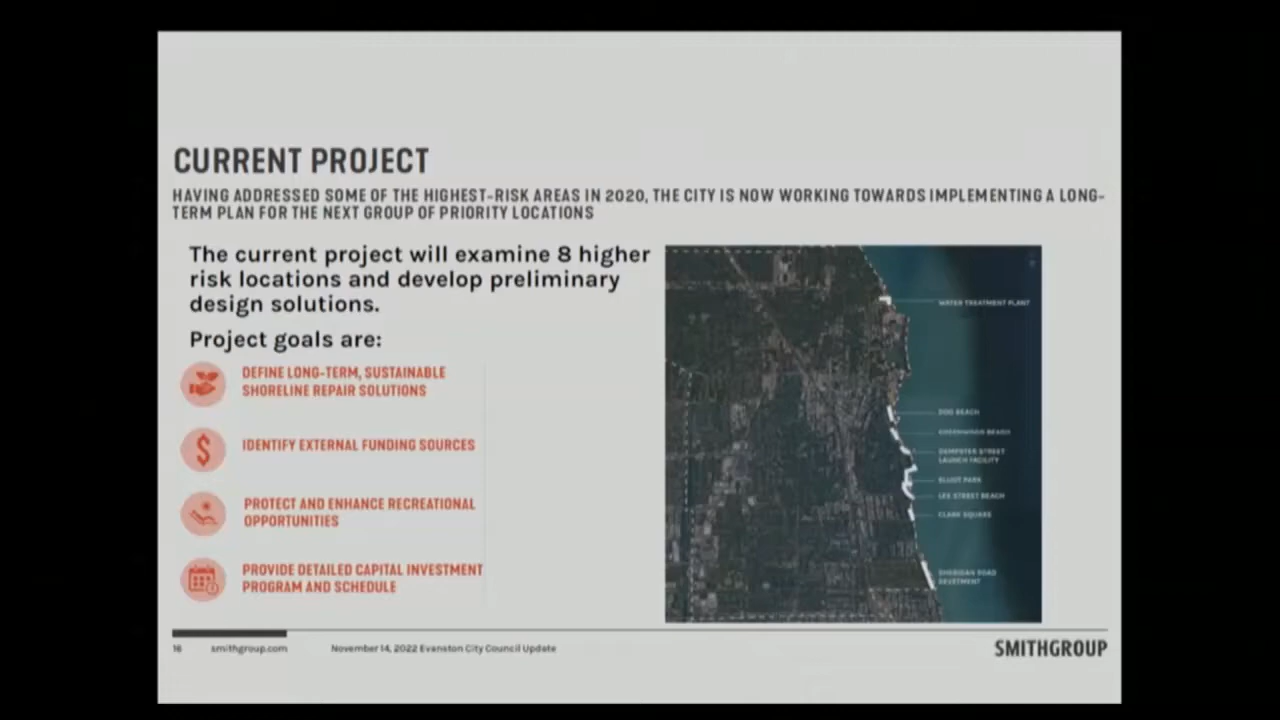 CURRENT PROJECT
HAVING ADDRESSED SOME OF THE HIGHEST-RISK AREAS IN 2020, THE CITY IS NOW WORKING TOWARDS IMPLEMENTING A LONG-
TERM PLAN FOR THE NEXT GROUP OF PRIORITY LOCATIONS
The current project will examine 8 higher
risk locations and develop preliminary
design solutions.
Project goals are:
DEFINE LONG-TERM, SUSTAINABLE
SHORELINE REPAIR SOLUTIONS
$
IDENTIFY EXTERNAL FUNDING SOURCES
PROTECT AND ENHANCE RECREATIONAL
OPPORTUNITIES
PROVIDE DETAILED CAPITAL INVESTMENT
PROGRAM AND SCHEDULE
WATER TREATMENT PLANT
DOG BEACH
GREENWOOD BEACH
DEMPSTER STREET
LAUNCH FACILITY
ELLIOT PARK
LEE STREET BEACH
CLARK SQUARE
SHERIDAN ROAD
REVETMENT
16
smithgroup.com
November 14, 2022 Evanston City Council Update
SMITHGROUP